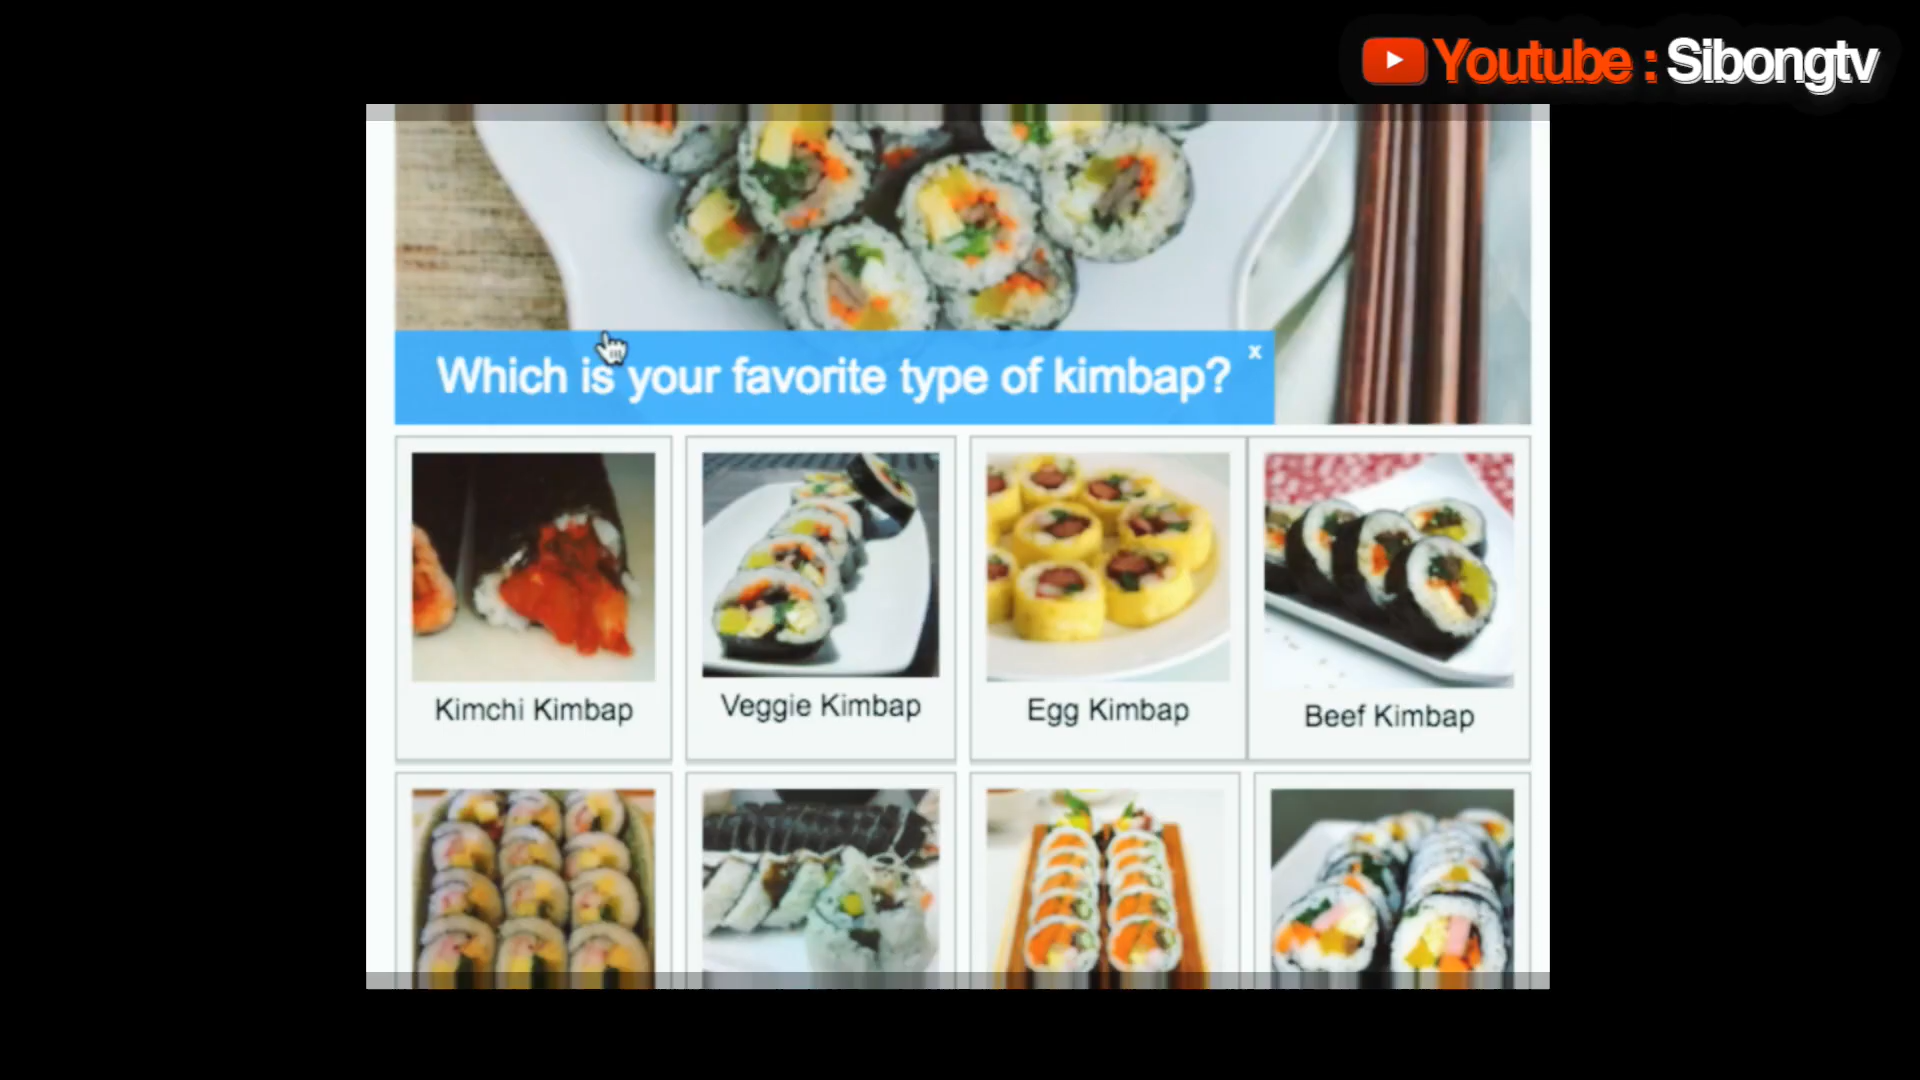 Youtube : Sibongtv
Which is your favorite type of kimbap?
x
Kimchi Kimbap
Veggie Kimbap
Egg Kimbap
Beef Kimbap